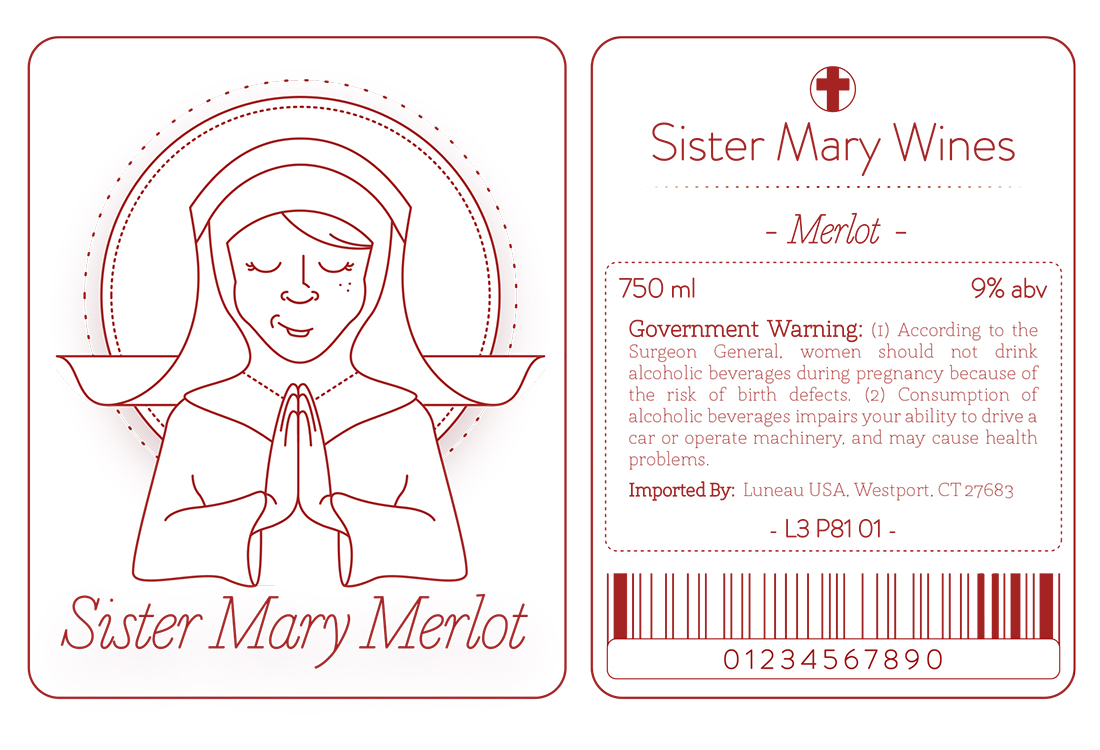 Sister Mary Merlot
Sister Mary Wines
- Merlot -
750 ml 9% abv
Government Warning: (1) According to the
Surgeon General, women should not drink
alcoholic beverages during pregnancy because of
the risk of birth defects. (2) Consumption of
alcoholic beverages impairs your ability to drive a
car or operate machinery, and may cause health
problems.
Imported By: Luneau USA, Westport, CT 27683
- L3 P81 01 -
01234567890